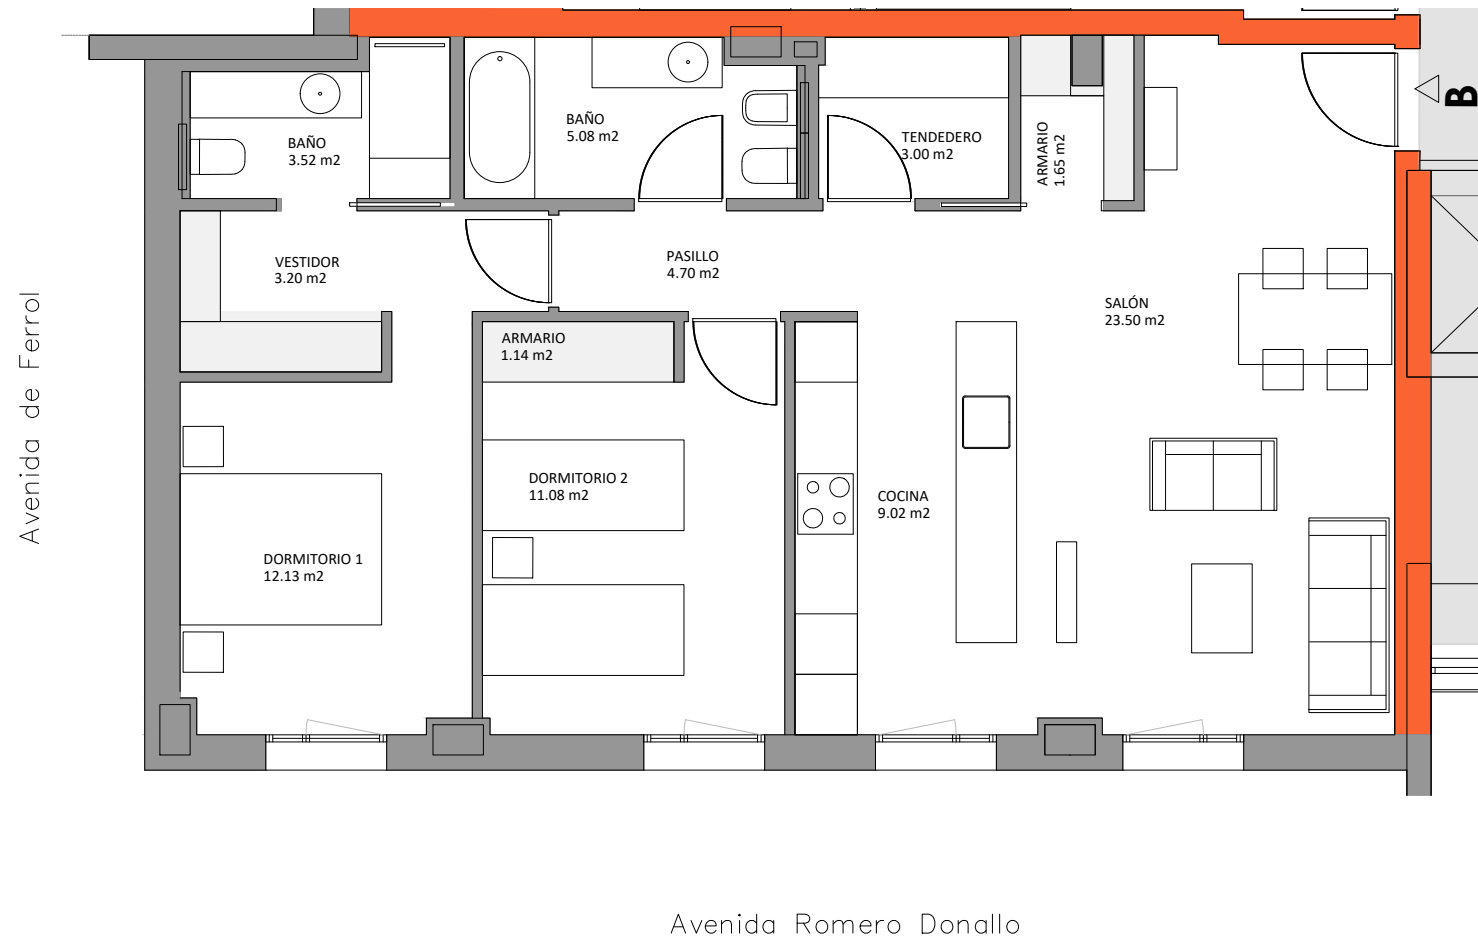 B
BAÑO
3.52 m2
BAÑO
5.08 m2
TENDEDERO
3.00 m2
ARMARIO
1.65 m2
VESTIDOR
3.20 m2
PASILLO
4.70 m2
SALÓN
23.50 m2
ARMARIO
1.14 m2
DORMITORIO 2
11.08 m2
COCINA
9.02 m2
DORMITORIO 1
12.13 m2
Avenida de Ferrol
Avenida Romero Donallo